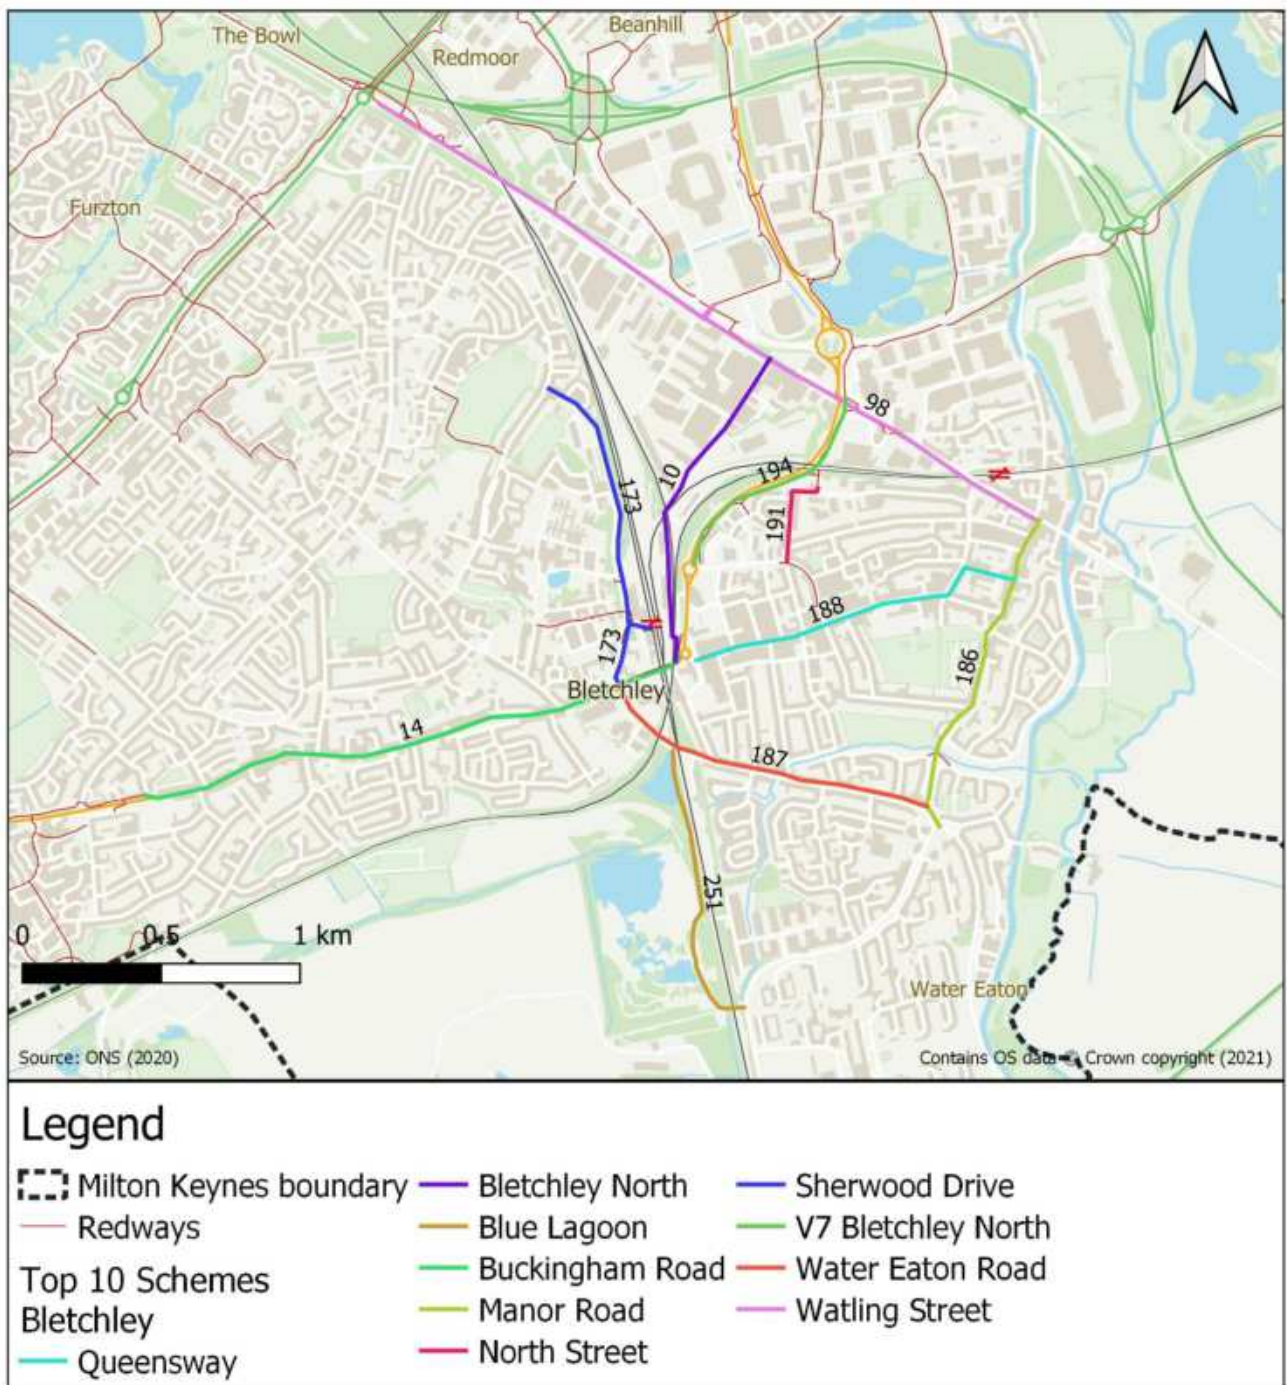 Beanhill
The Bowl
Redmoor
Furzton
98
10
194
173
191
188
173
186
Bletchley
14
187
251
0 0.5 1 km
Water Eaton
Source: ONS (2020)
Contains OS data © Crown copyright (2021)
Legend
Milton Keynes boundary
Redways
Top 10 Schemes
Bletchley
Queensway
Bletchley North
Blue Lagoon
Buckingham Road
Manor Road
North Street
Sherwood Drive
V7 Bletchley North
Water Eaton Road
Watling Street